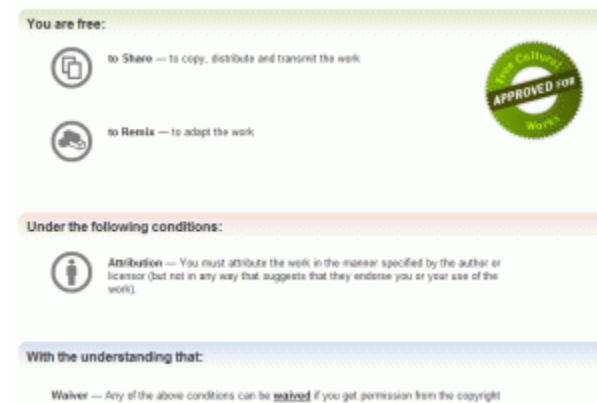 You are free:
to Share — to copy, distribute and transmit the work
Free Cultural
APPROVED FOR
Works
to Remix — to adapt the work
Under the following conditions:
Attribution — You must attribute the work in the manner specified by the author or
licensor (but not in any way that suggests that they endorse you or your use of the
work).
With the understanding that:
Waiver — Any of the above conditions can be waived if you get permission from the copyright